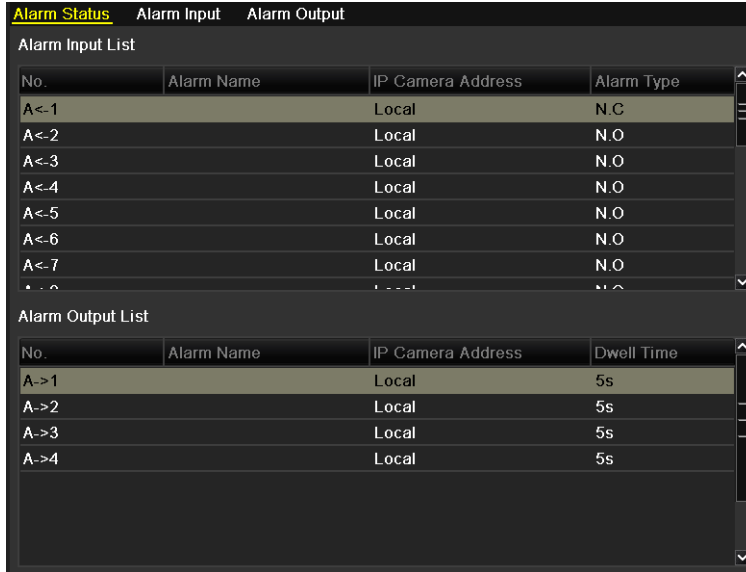 Alarm Status Alarm Input Alarm Output
Alarm Input List
No. Alarm Name IP Camera Address Alarm Type
A<-1 Local N.C
A<-2 Local N.O
A<-3 Local N.O
A<-4 Local N.O
A<-5 Local N.O
A<-6 Local N.O
A<-7 Local N.O
Alarm Output List
No. Alarm Name IP Camera Address Dwell Time
A->1 Local 5s
A->2 Local 5s
A->3 Local 5s
A->4 Local 5s